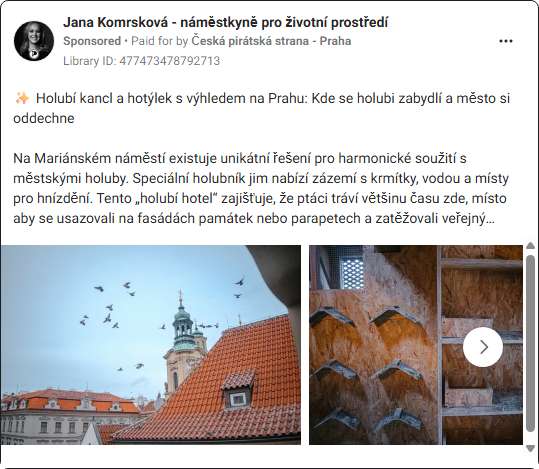 Jana Komrsková - náměstkyně pro životní prostředí
Sponsored • Paid for by Česká pirátská strana - Praha
Library ID: 477473478792713
✨ Holubí kancl a hotýlek s výhledem na Prahu: Kde se holubi zabydlí a město si
oddechne
Na Mariánském náměstí existuje unikátní řešení pro harmonické soužití s
městskými holuby. Speciální holubník jim nabízí zázemí s krmítky, vodou a místy
pro hnízdění. Tento „holubí hotel“ zajišťuje, že ptáci tráví většinu času zde, místo
aby se usazovali na fasádách památek nebo parapetech a zatěžovali veřejný…